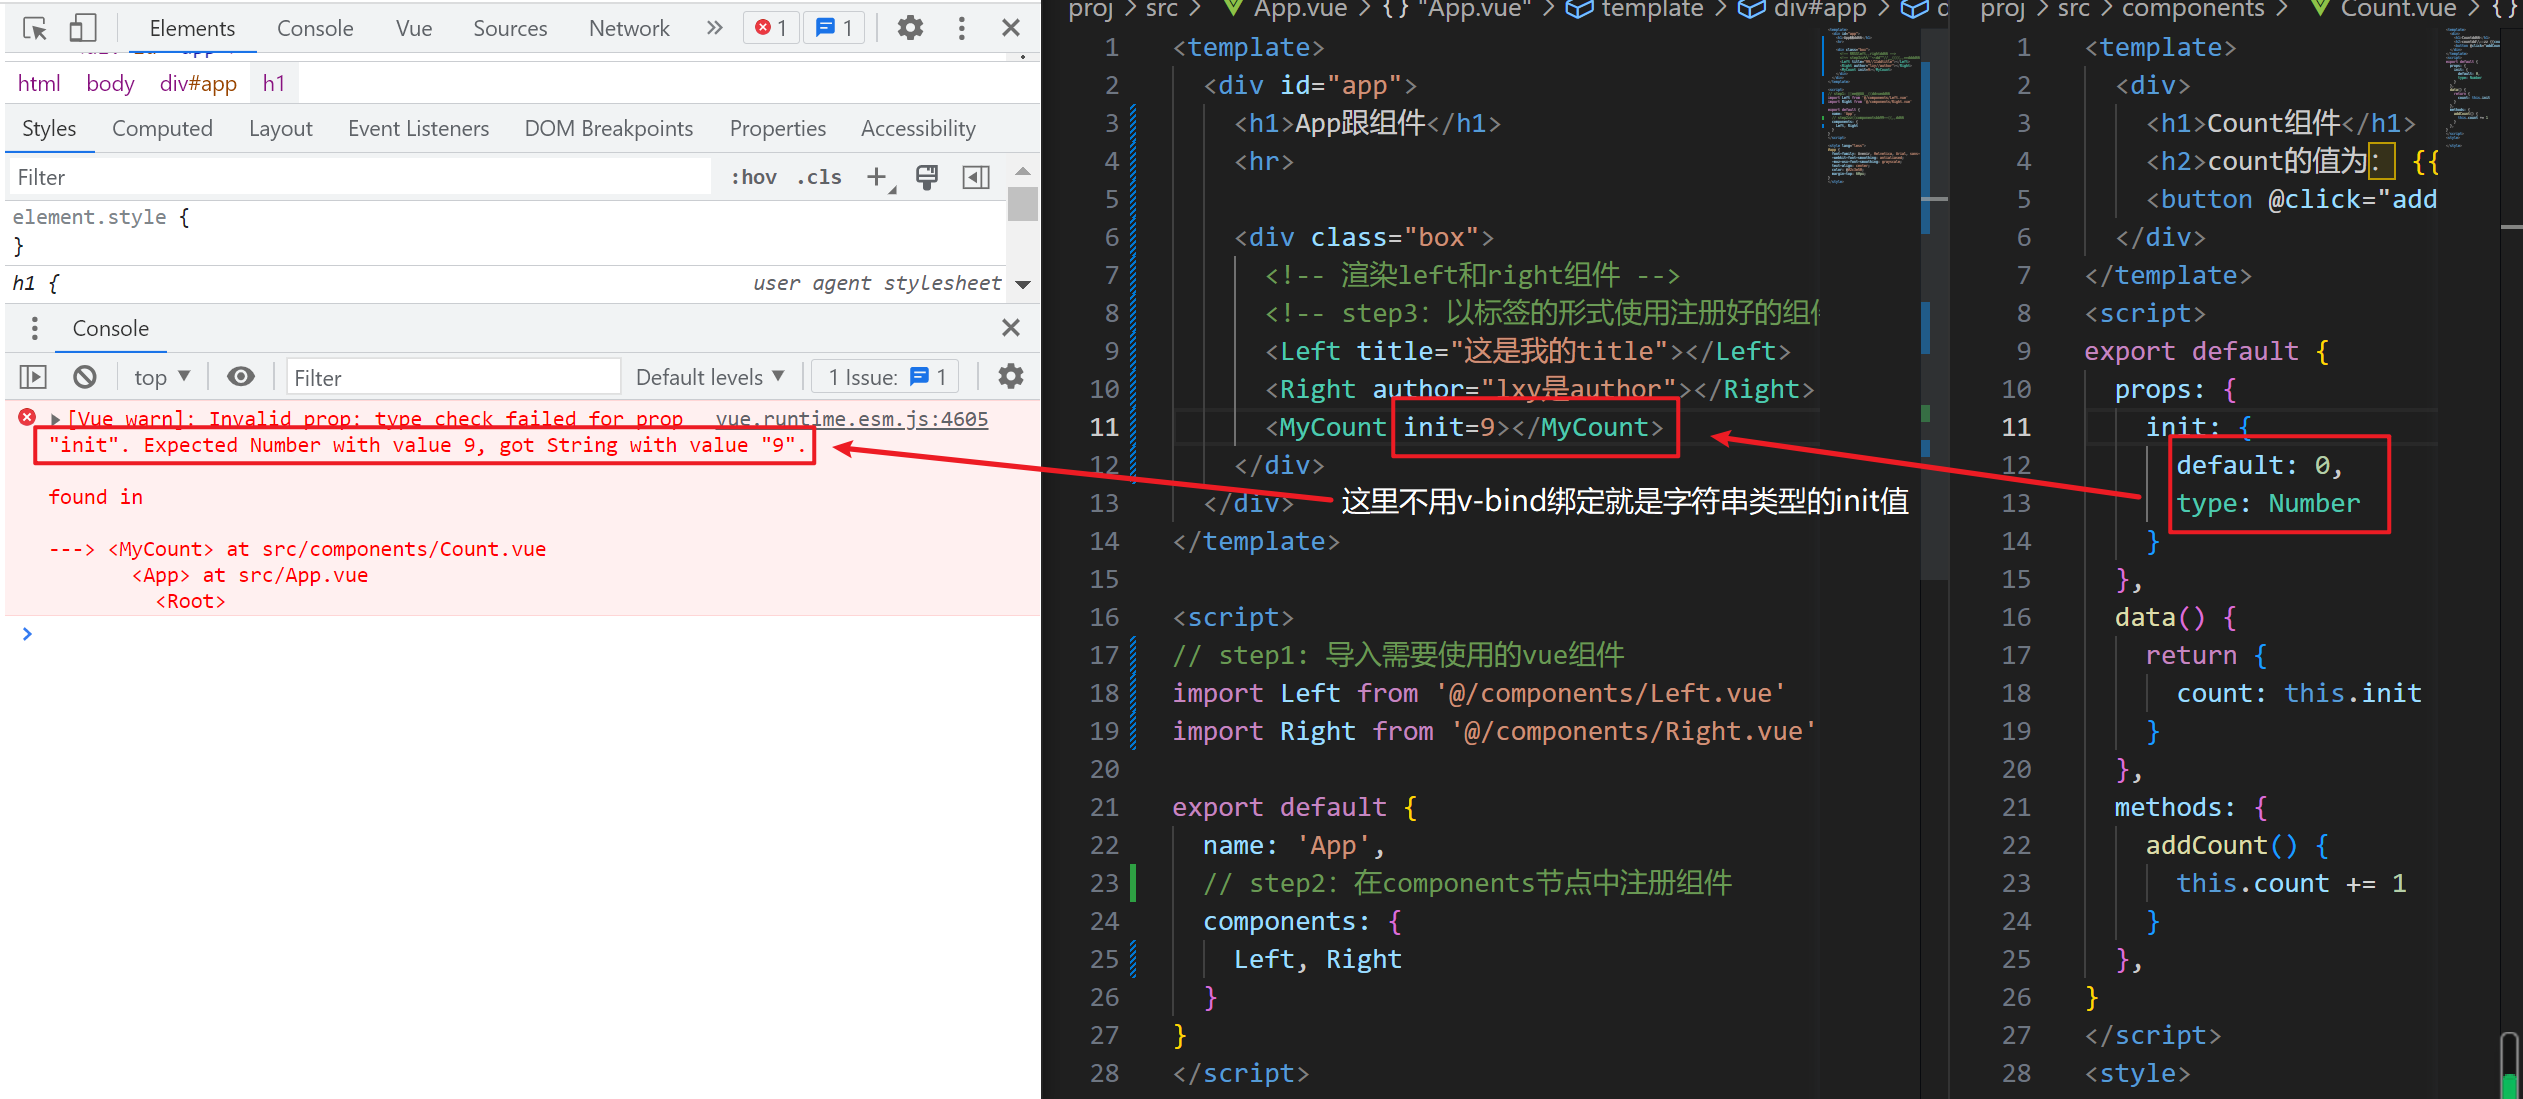 Elements Console Vue Sources Network 1 1
html body div#app h1
Styles Computed Layout Event Listeners DOM Breakpoints Properties Accessibility
Filter :hov .cls
element.style {
}
h1 { user agent stylesheet
Console
top Filter Default levels 1 Issue: 1
[Vue warn]: Invalid prop: type check failed for prop vue.runtime.esm.js:4605
"init". Expected Number with value 9, got String with value "9".
found in
---> <MyCount> at src/components/Count.vue
<App> at src/App.vue
<Root>
proj > src > App.vue > {} "App.vue" > template > div#app >
1 <template>
2 <div id="app">
3 <h1>App跟组件</h1>
4 <hr>
5
6 <div class="box">
7 <!-- 渲染left和right组件 -->
8 <!-- step3：以标签的形式使用注册好的组
9 <Left title="这是我的title"></Left>
10 <Right author="lxy是author"></Right>
11 <MyCount init=9></MyCount>
12 </div>
13 </div>
这里不用v-bind绑定就是字符串类型的init值
14 </template>
15
16 <script>
17 // step1：导入需要使用的vue组件
18 import Left from '@/components/Left.vue'
19 import Right from '@/components/Right.vue'
20
21 export default {
22 name: 'App',
23 // step2：在components节点中注册组件
24 components: {
25 Left, Right
26 }
27 }
28 </script>
proj > src > components > Count.vue > {}
1 <template>
2 <div>
3 <h1>Count组件</h1>
4 <h2>count的值为： {{
5 <button @click="add
6 </div>
7 </template>
8 <script>
9 export default {
10 props: {
11 init: {
12 default: 0,
13 type: Number
14 }
15 },
16 data() {
17 return {
18 count: this.init
19 }
20 },
21 methods: {
22 addCount() {
23 this.count += 1
24 }
25 },
26 }
27 </script>
28 <style>